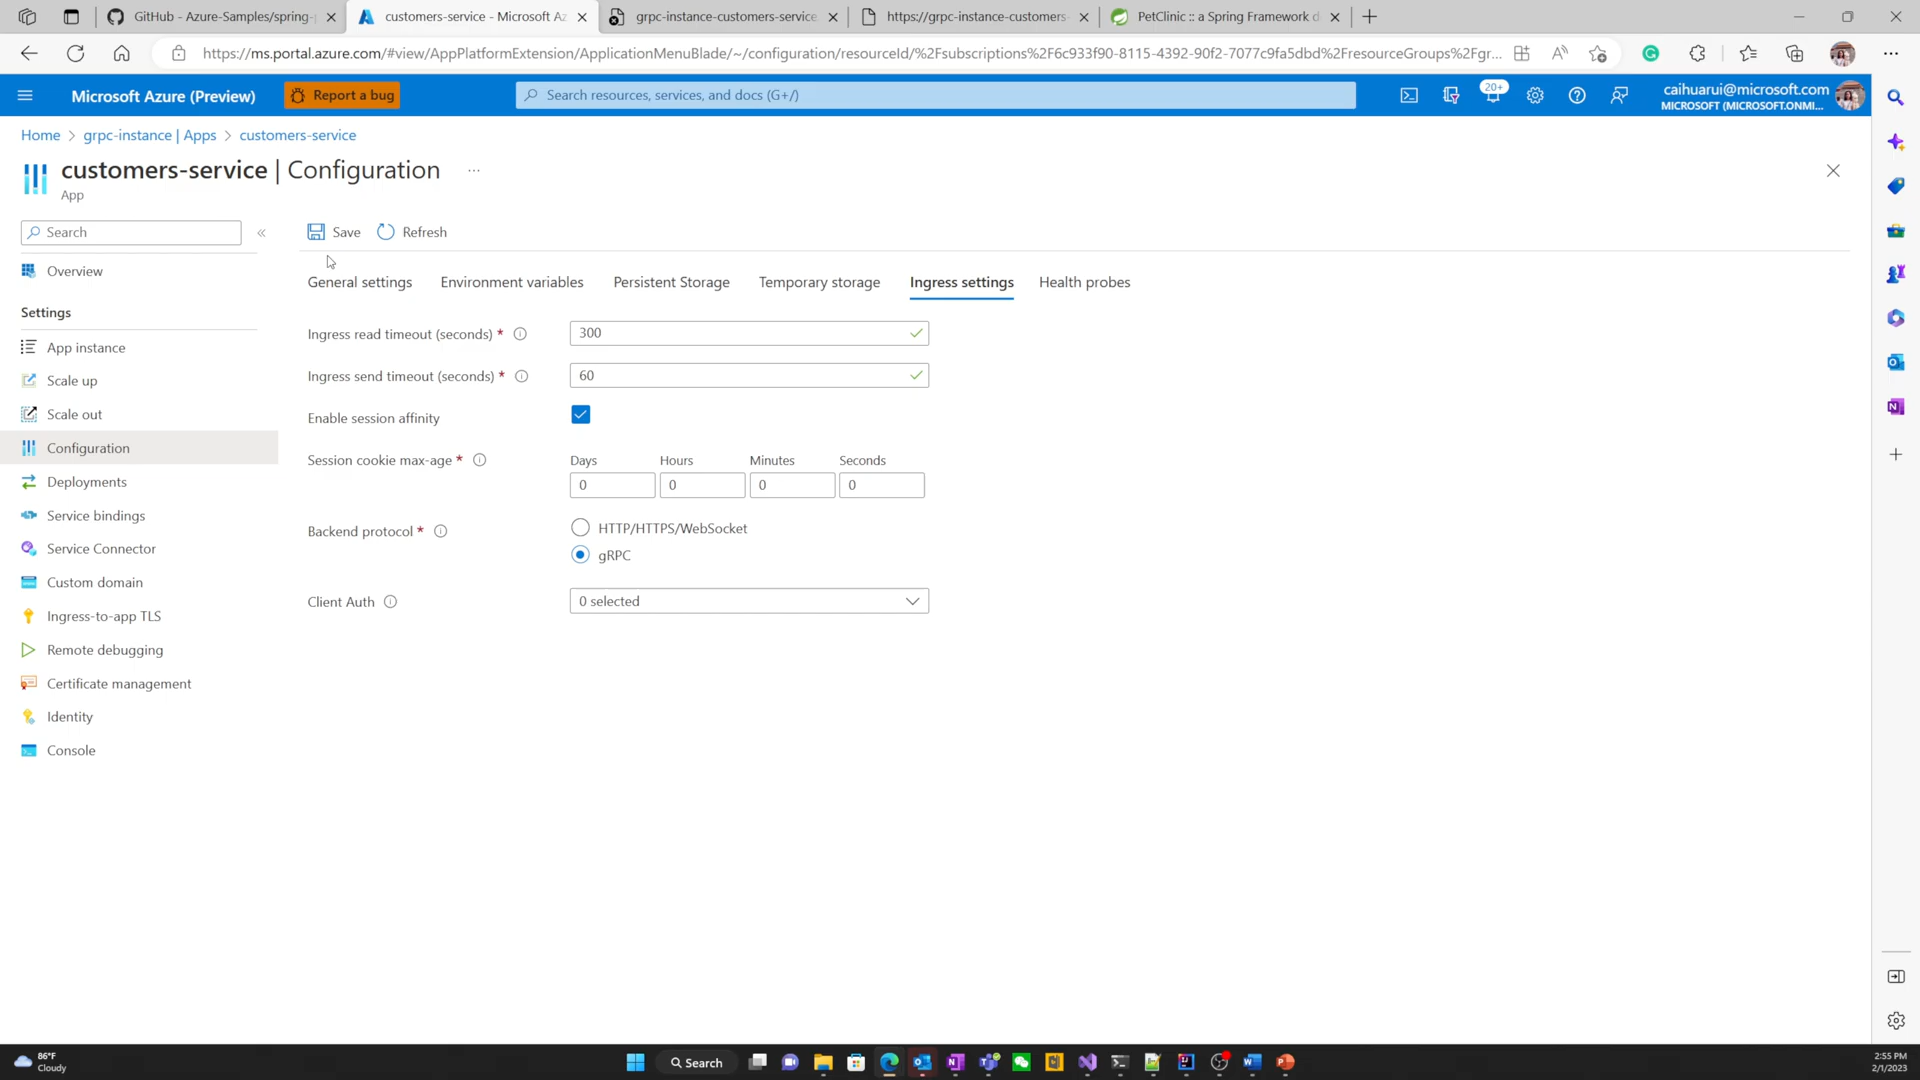 GitHub - Azure-Samples/spring-
customers-service - Microsoft Az
grpc-instance-customers-service
https://grpc-instance-customers-
PetClinic :: a Spring Framework d
https://ms.portal.azure.com/#view/AppPlatformExtension/ApplicationMenuBlade/~/configuration/resourceId/%2Fsubscriptions%2F6c933f90-8115-4392-90f2-7077c9fa5dbd%2FresourceGroups%2Fgr...
Microsoft Azure (Preview)
Report a bug
Search resources, services, and docs (G+/)
20+
caihuarui@microsoft.com
MICROSOFT (MICROSOFT.ONMI...
Home > grpc-instance | Apps > customers-service
customers-service | Configuration ...
App
Search «
Save
Refresh
Overview
Settings
App instance
Scale up
Scale out
Configuration
Deployments
Service bindings
Service Connector
Custom domain
Ingress-to-app TLS
Remote debugging
Certificate management
Identity
Console
General settings
Environment variables
Persistent Storage
Temporary storage
Ingress settings
Health probes
Ingress read timeout (seconds) * 300
Ingress send timeout (seconds) * 60
Enable session affinity
Session cookie max-age *
Days Hours Minutes Seconds
0 0 0 0
Backend protocol *
HTTP/HTTPS/WebSocket
gRPC
Client Auth
0 selected
86°F
Cloudy
Search
2:55 PM
2/1/2023